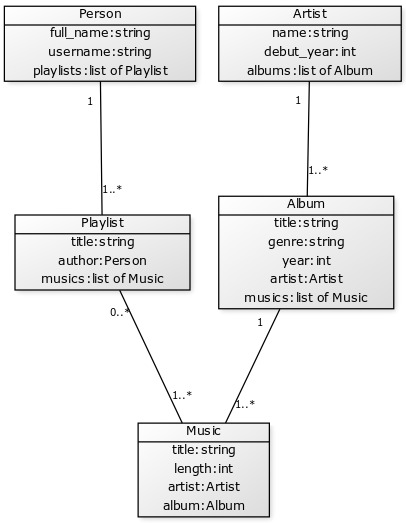 Person
full_name:string
username:string
playlists:list of Playlist
Artist
name:string
debut_year:int
albums:list of Album
1
1
1..*
1..*
Playlist
title:string
author:Person
musics:list of Music
Album
title:string
genre:string
year:int
artist:Artist
musics:list of Music
0..*
1
1..*
1..*
Music
title:string
length:int
artist:Artist
album:Album